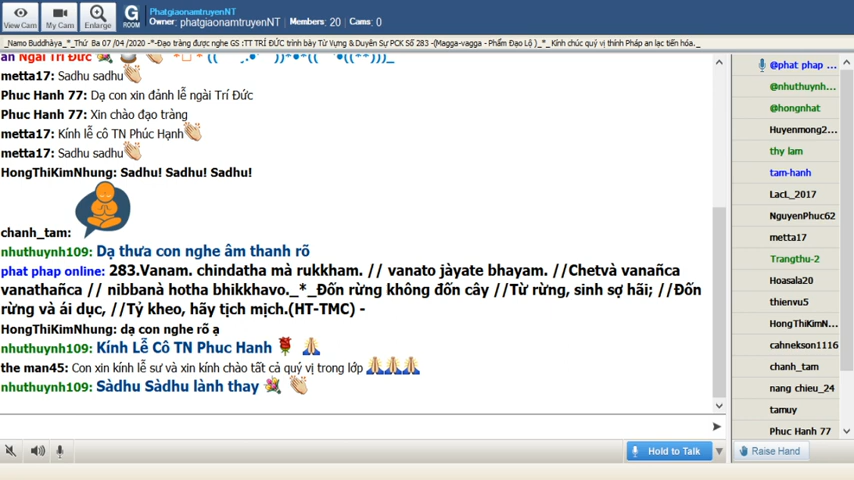 PhatgiaonamtruyenNT
Owner: phatgiaonamtruyenNT | Members: 20 | Cams: 0
View Cam
My Cam
Enlarge
G ROOM
_Namo Buddhàya_*_Thứ Ba 07 /04 /2020 -*-Đạo tràng được nghe GS :TT TRÍ ĐỨC trình bày Từ Vựng & Duyên Sự PCK Số 283 -(Magga-vagga - Phẩm Đạo Lộ )_*_ Kính chúc quý vị thính Pháp an lạc tiến hóa._
Ngài Trí Đức
metta17: Sadhu sadhu
Phuc Hanh 77: Dạ con xin đảnh lễ ngài Trí Đức
Phuc Hanh 77: Xin chào đạo tràng
metta17: Kính lễ cô TN Phúc Hạnh
metta17: Sadhu sadhu
HongThiKimNhung: Sadhu! Sadhu! Sadhu!
chanh_tam:
nhuthuynh109: Dạ thưa con nghe âm thanh rõ
phat phap online: 283.Vanam. chindatha mà rukkham. // vanato jàyate bhayam. //Chetvà vanañca
vanathañca // nibbanà hotha bhikkhavo._*_Đốn rừng không đốn cây //Từ rừng, sinh sợ hãi; //Đốn
rừng và ái dục, //Tỷ kheo, hãy tịch mịch.(HT-TMC) -
HongThiKimNhung: dạ con nghe rõ ạ
nhuthuynh109: Kính Lễ Cô TN Phuc Hanh
the man45: Con xin kính lễ sư và xin kính chào tất cả quý vị trong lớp
nhuthuynh109: Sàdhu Sàdhu lành thay
@phat phap ...
@nhuthuynh...
@hongnhat
Huyenmong2...
thy lam
tam-hanh
LacL_2017
NguyenPhuc62
metta17
Trangthu-2
Hoasala20
thienvu5
HongThiKimN...
cahnekson1116
chanh_tam
nang chieu_24
tamuy
Phuc Hanh 77
Hold to Talk
Raise Hand